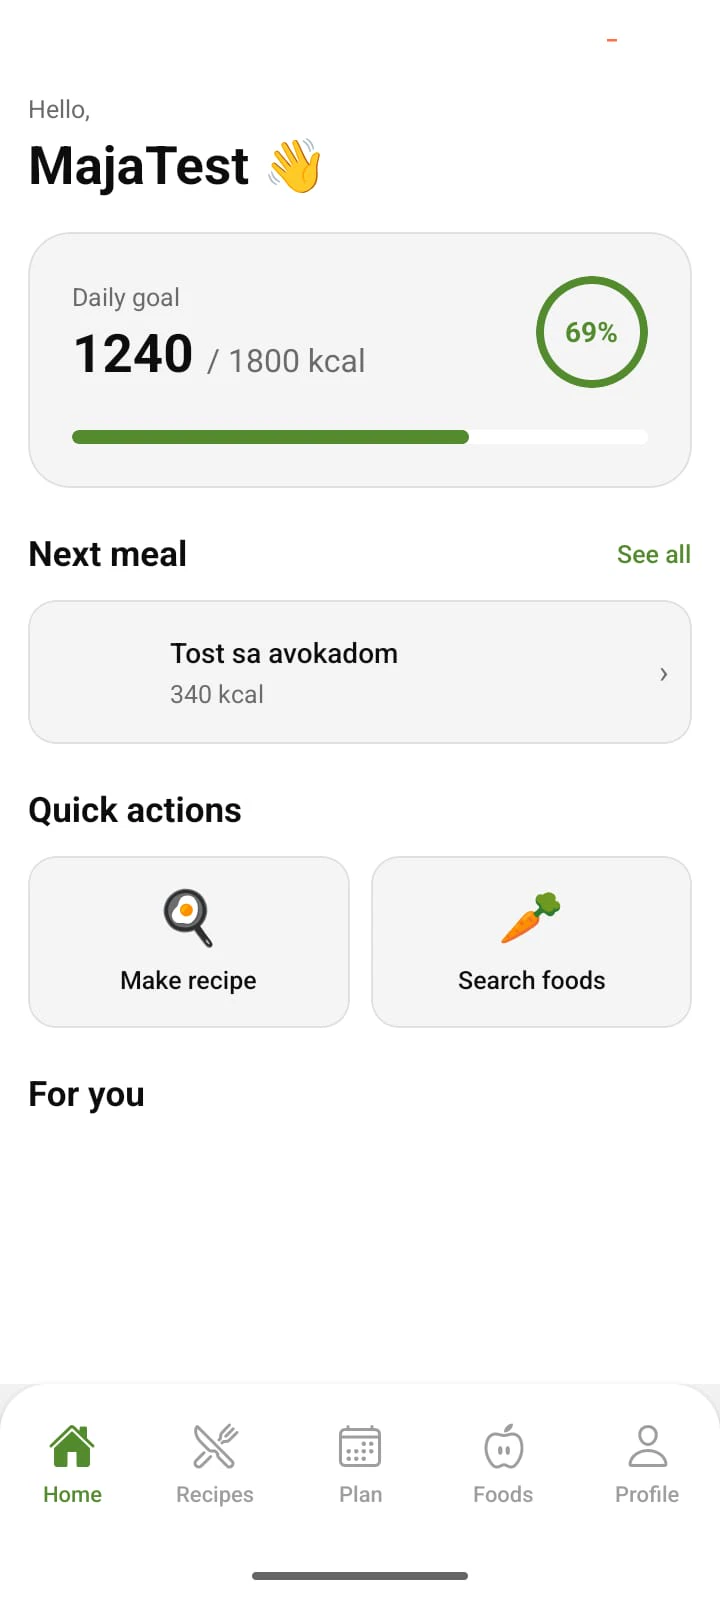 Hello,
MajaTest 👋
Daily goal
1240 / 1800 kcal
69%
Next meal
See all
Tost sa avokadom
340 kcal
›
Quick actions
Make recipe
Search foods
For you
Home
Recipes
Plan
Foods
Profile